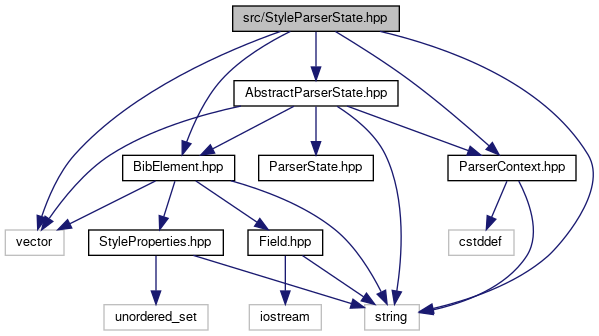 src/StyleParserState.hpp
AbstractParserState.hpp
BibElement.hpp
ParserState.hpp
ParserContext.hpp
vector
StyleProperties.hpp
Field.hpp
cstddef
unordered_set
iostream
string